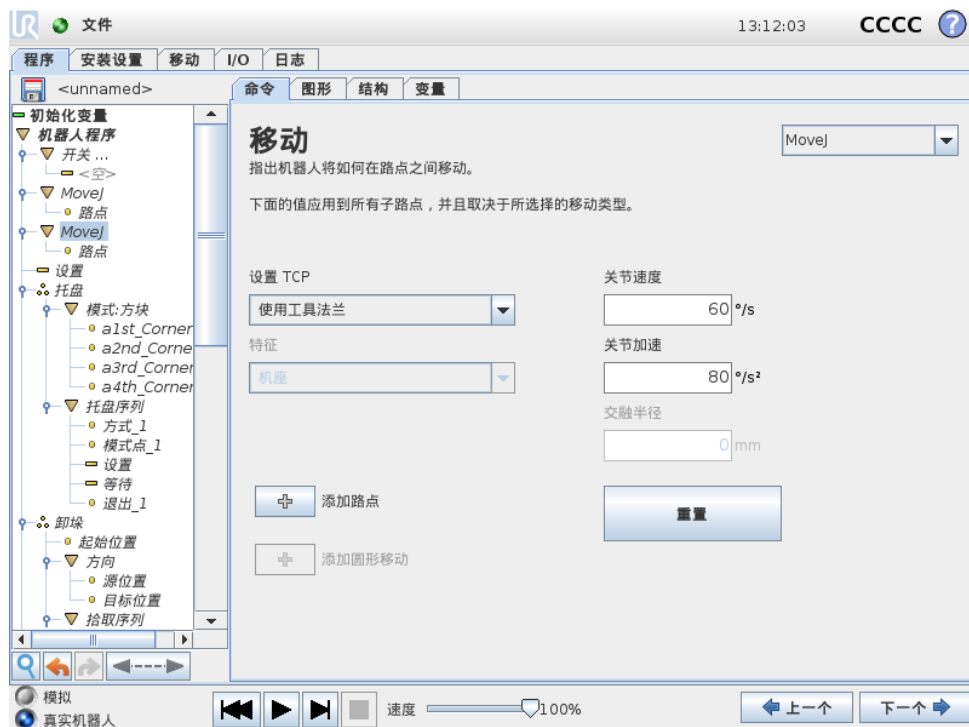 UR 文件 13:12:03 CCCC ?
程序 安装设置 移动 I/O 日志
<unnamed>
命令 图形 结构 变量
初始化变量
机器人程序
开关 ...
<空>
MoveJ
路点
MoveJ
路点
设置
托盘
模式:方块
a1st_Corner
a2nd_Corne
a3rd_Corner
a4th_Corner
托盘序列
方式_1
模式点_1
设置
等待
退出_1
卸垛
起始位置
方向
源位置
目标位置
拾取序列
移动
MoveJ
指出机器人将如何在路点之间移动。
下面的值应用到所有子路点，并且取决于所选择的移动类型。
设置 TCP
使用工具法兰
特征
机座
关节速度
60 °/s
关节加速
80 °/s²
交融半径
0 mm
添加路点
添加圆形移动
重置
模拟
真实机器人
速度 100%
上一个 下一个